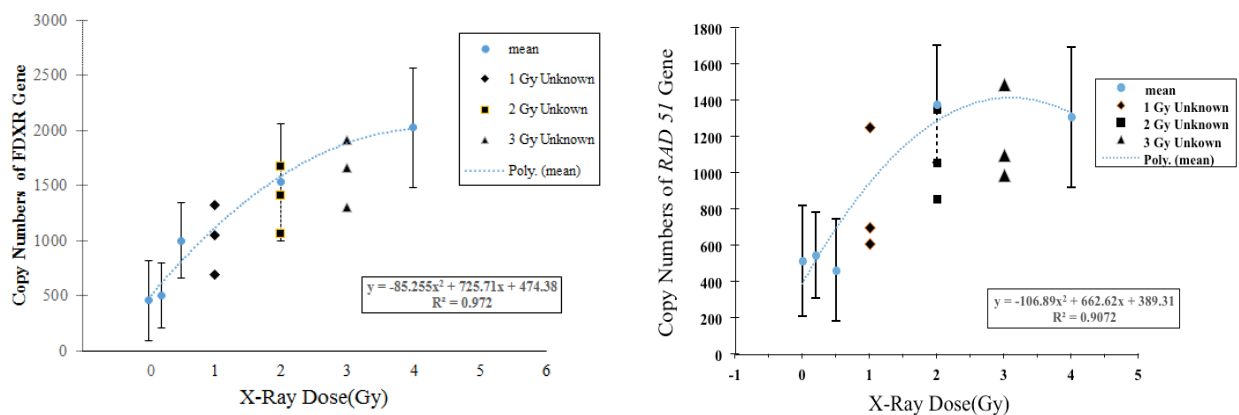 3000
2500
2000
1500
1000
500
0
Copy Numbers of FDXR Gene
mean
1 Gy Unknown
2 Gy Unkown
3 Gy Unknown
Poly. (mean)
y = -85.255x² + 725.71x + 474.38
R² = 0.972
0 1 2 3 4 5 6
X-Ray Dose(Gy)
1800
1600
1400
1200
1000
800
600
400
200
0
Copy Numbers of RAD 51 Gene
mean
1 Gy Unknown
2 Gy Unknown
3 Gy Unknown
Poly. (mean)
y = -106.89x² + 662.62x + 389.31
R² = 0.9072
-1 0 1 2 3 4 5
X-Ray Dose(Gy)